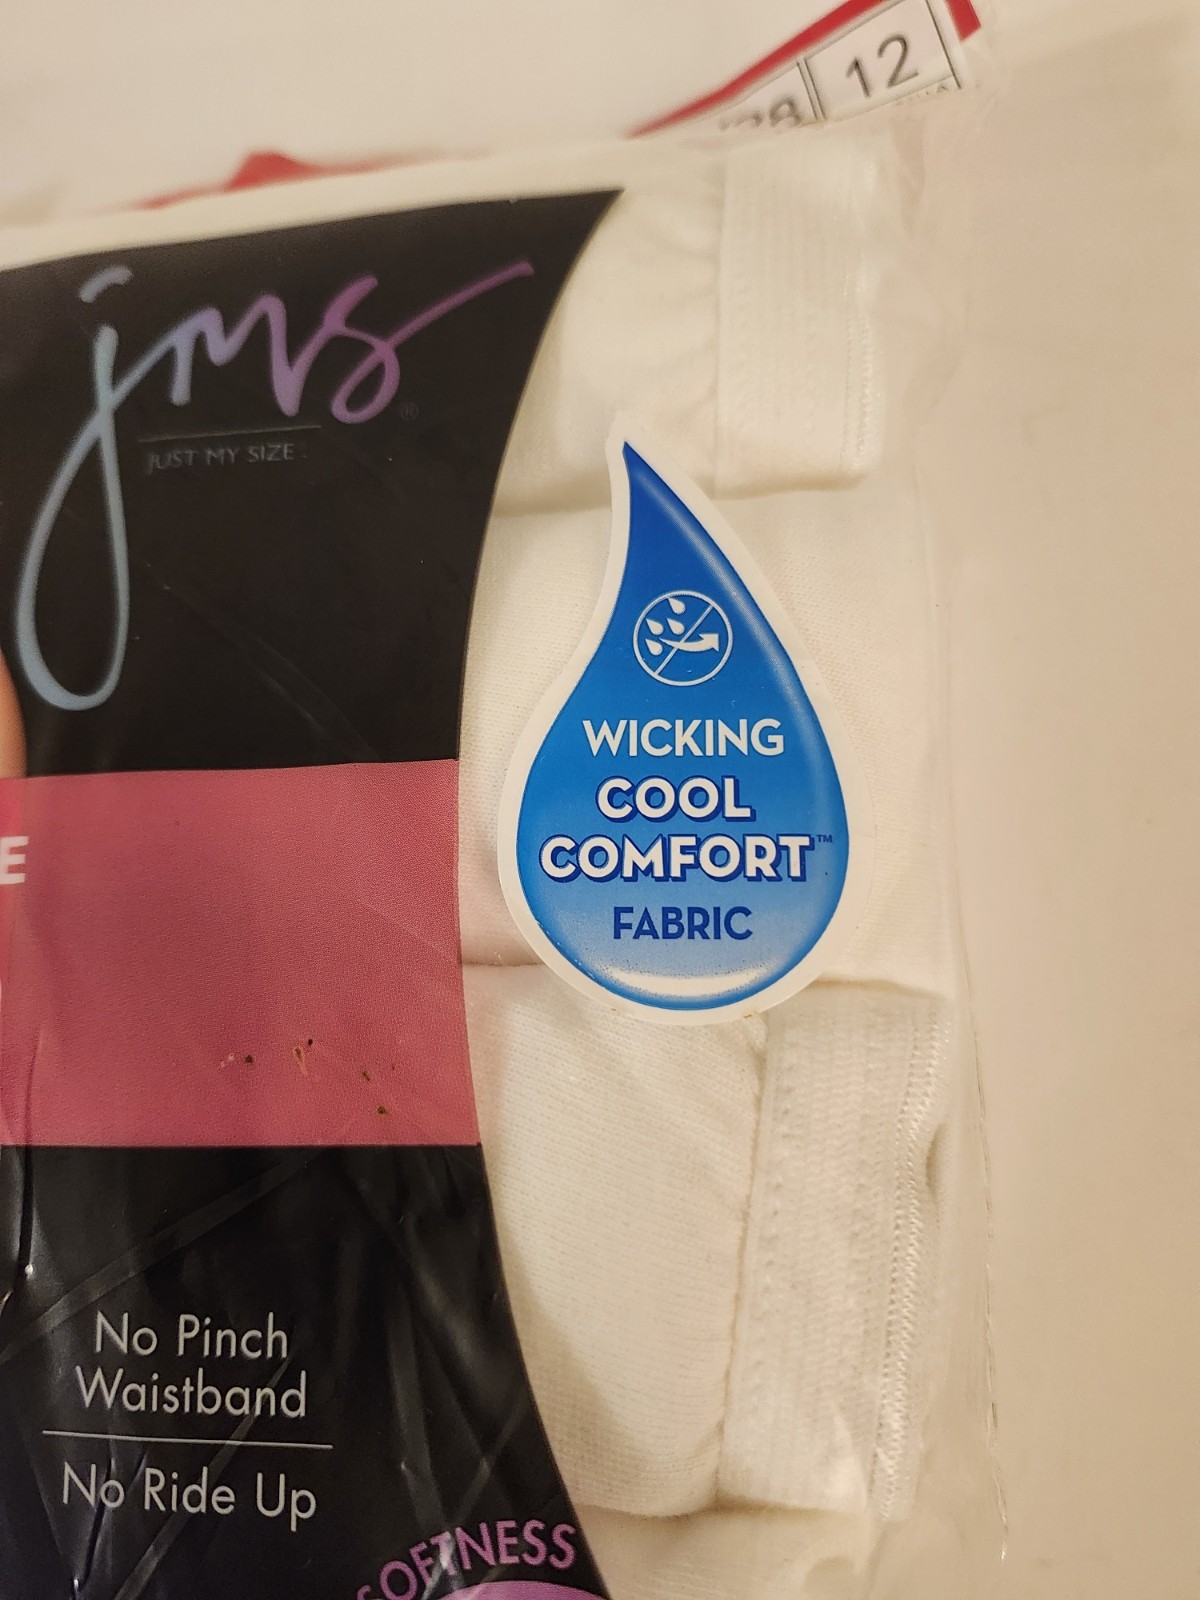 12
jms®
JUST MY SIZE
WICKING
COOL
COMFORT™
FABRIC
E
No Pinch
Waistband
No Ride Up
SOFTNESS